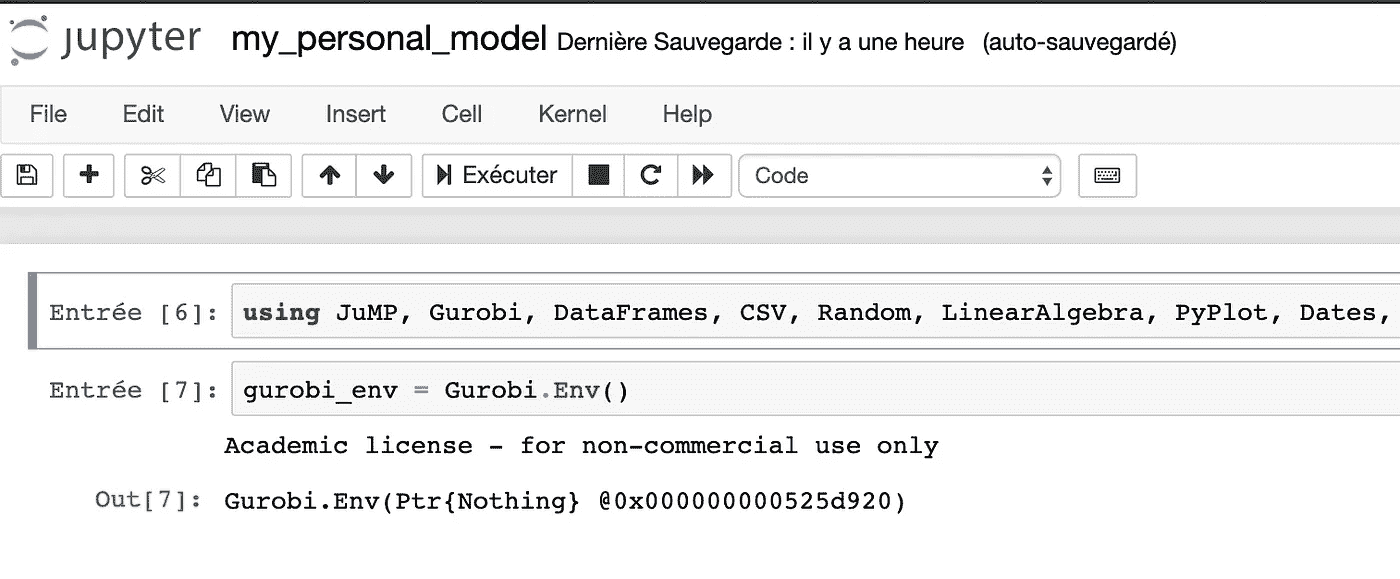 jupyter my_personal_model Dernière Sauvegarde : il y a une heure (auto-sauvegardé)
File Edit View Insert Cell Kernel Help
Exécuter Code
Entrée [6]: using JuMP, Gurobi, DataFrames, CSV, Random, LinearAlgebra, PyPlot, Dates,
Entrée [7]: gurobi_env = Gurobi.Env()
Academic license - for non-commercial use only
Out[7]: Gurobi.Env(Ptr{Nothing} @0x000000000525d920)